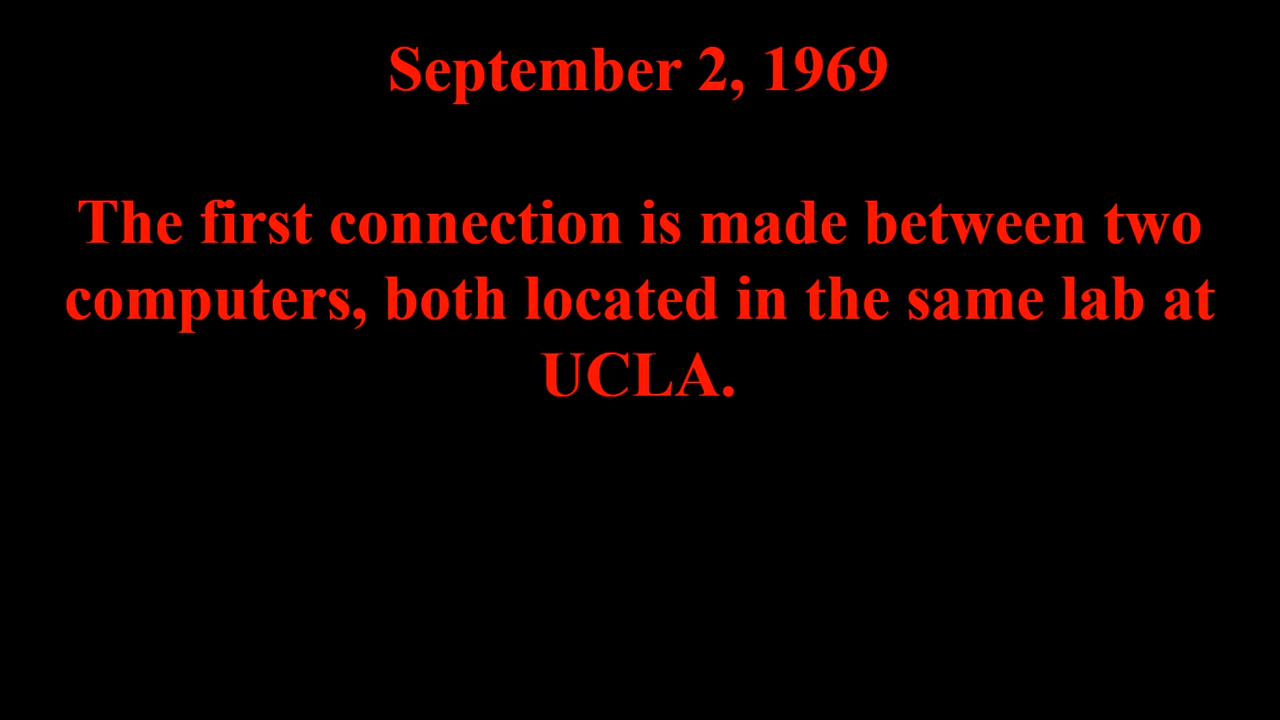 September 2, 1969
The first connection is made between two
computers, both located in the same lab at
UCLA.